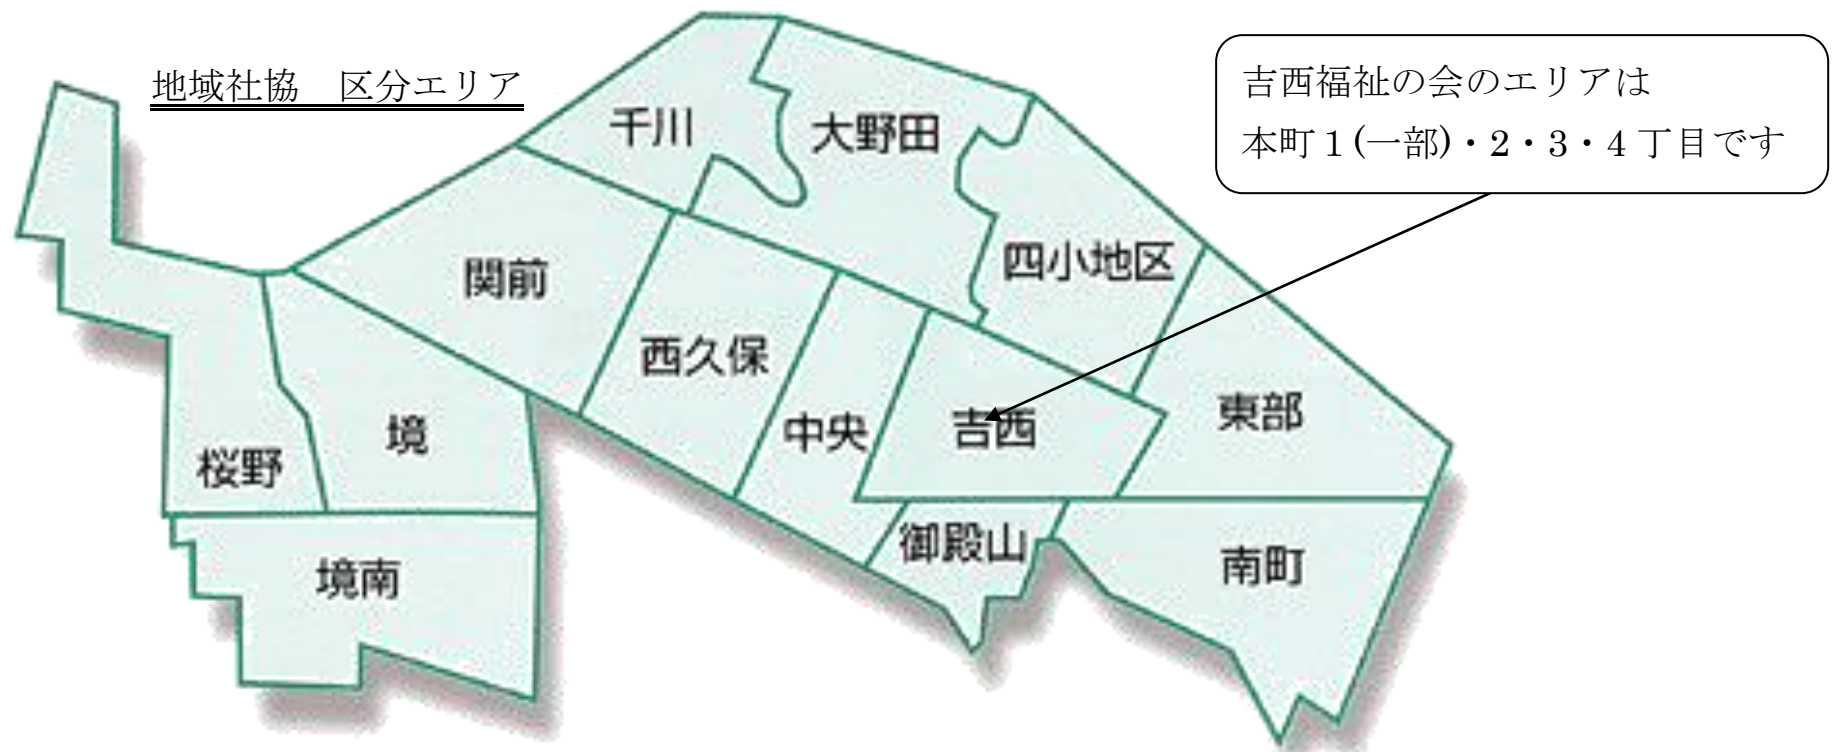 地域社協　区分エリア
吉西福祉の会のエリアは
本町１(一部)・２・３・４丁目です
千川
大野田
四小地区
関前
西久保
中央
吉西
東部
境
桜野
御殿山
南町
境南